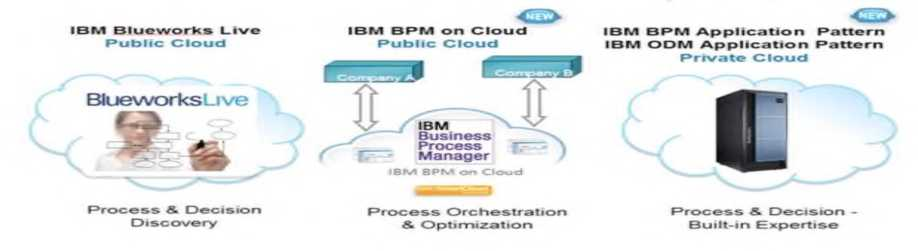 IBM Blueworks Live
Public Cloud
BlueworksLive
Process & Decision
Discovery
NEW
IBM BPM on Cloud
Public Cloud
Company A
Company B
IBM
Business
Process
Manager
IBM BPM on Cloud
Process Orchestration
& Optimization
NEW
IBM BPM Application Pattern
IBM ODM Application Pattern
Private Cloud
Process & Decision -
Built-in Expertise